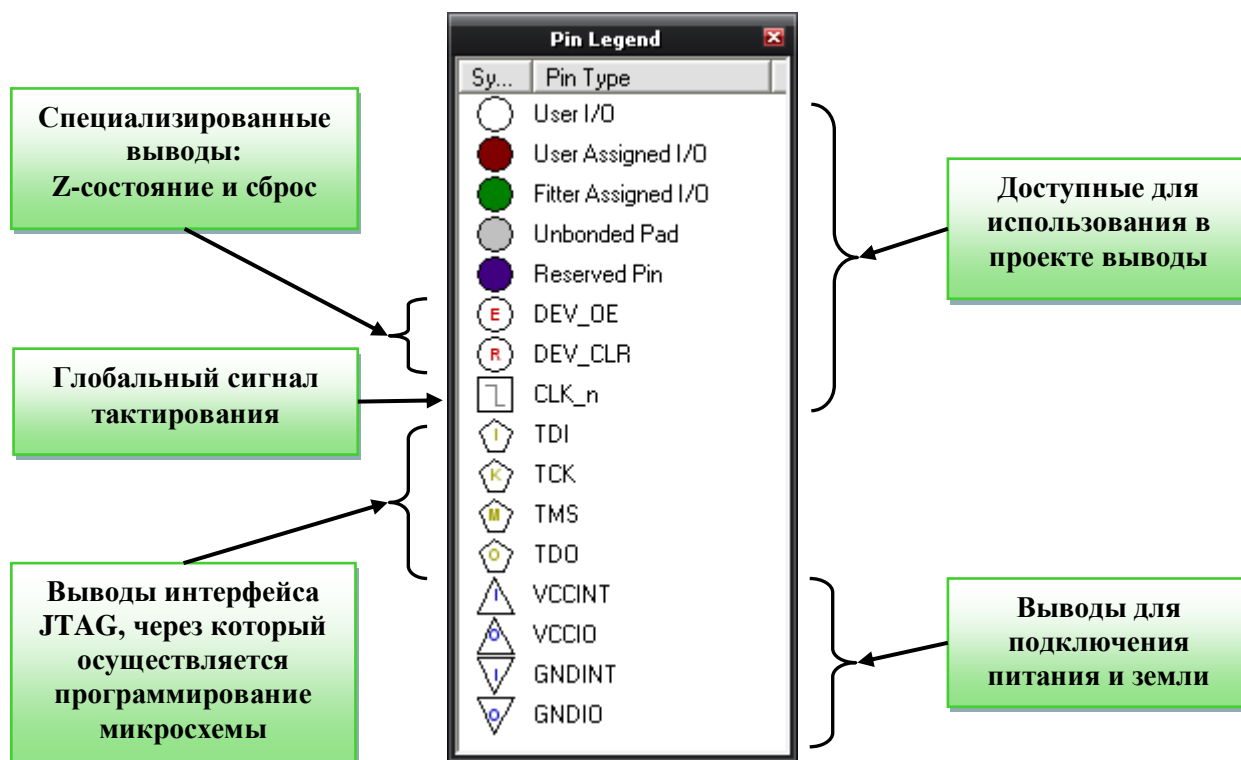 Pin Legend
Sy...
Pin Type
User I/O
User Assigned I/O
Fitter Assigned I/O
Unbonded Pad
Reserved Pin
E
DEV_OE
R
DEV_CLR
CLK_n
I
TDI
K
TCK
M
TMS
O
TDO
I
VCCINT
O
VCCIO
I
GNDINT
O
GNDIO
Специализированные
выводы:
Z-состояние и сброс
Глобальный сигнал
тактирования
Выводы интерфейса
JTAG, через который
осуществляется
программирование
микросхемы
Доступные для
использования в
проекте выводы
Выводы для
подключения
питания и земли